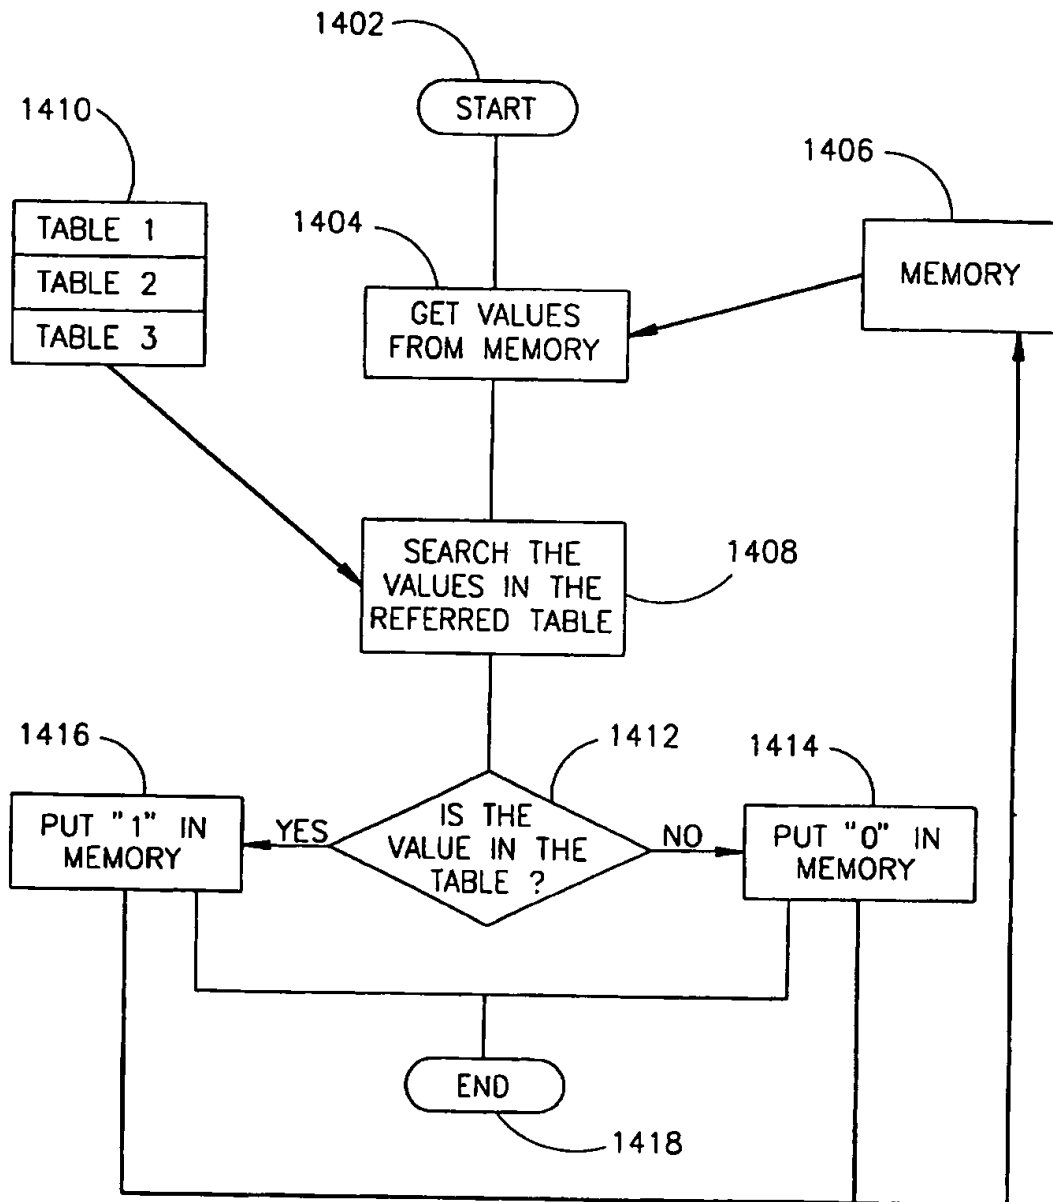 1402
START
1410
1406
1404
TABLE 1
TABLE 2
TABLE 3
MEMORY
GET VALUES
FROM MEMORY
SEARCH THE
VALUES IN THE
REFERRED TABLE
1408
1416
1412
1414
PUT "1" IN
MEMORY
YES
IS THE
VALUE IN THE
TABLE ?
NO
PUT "0" IN
MEMORY
END
1418